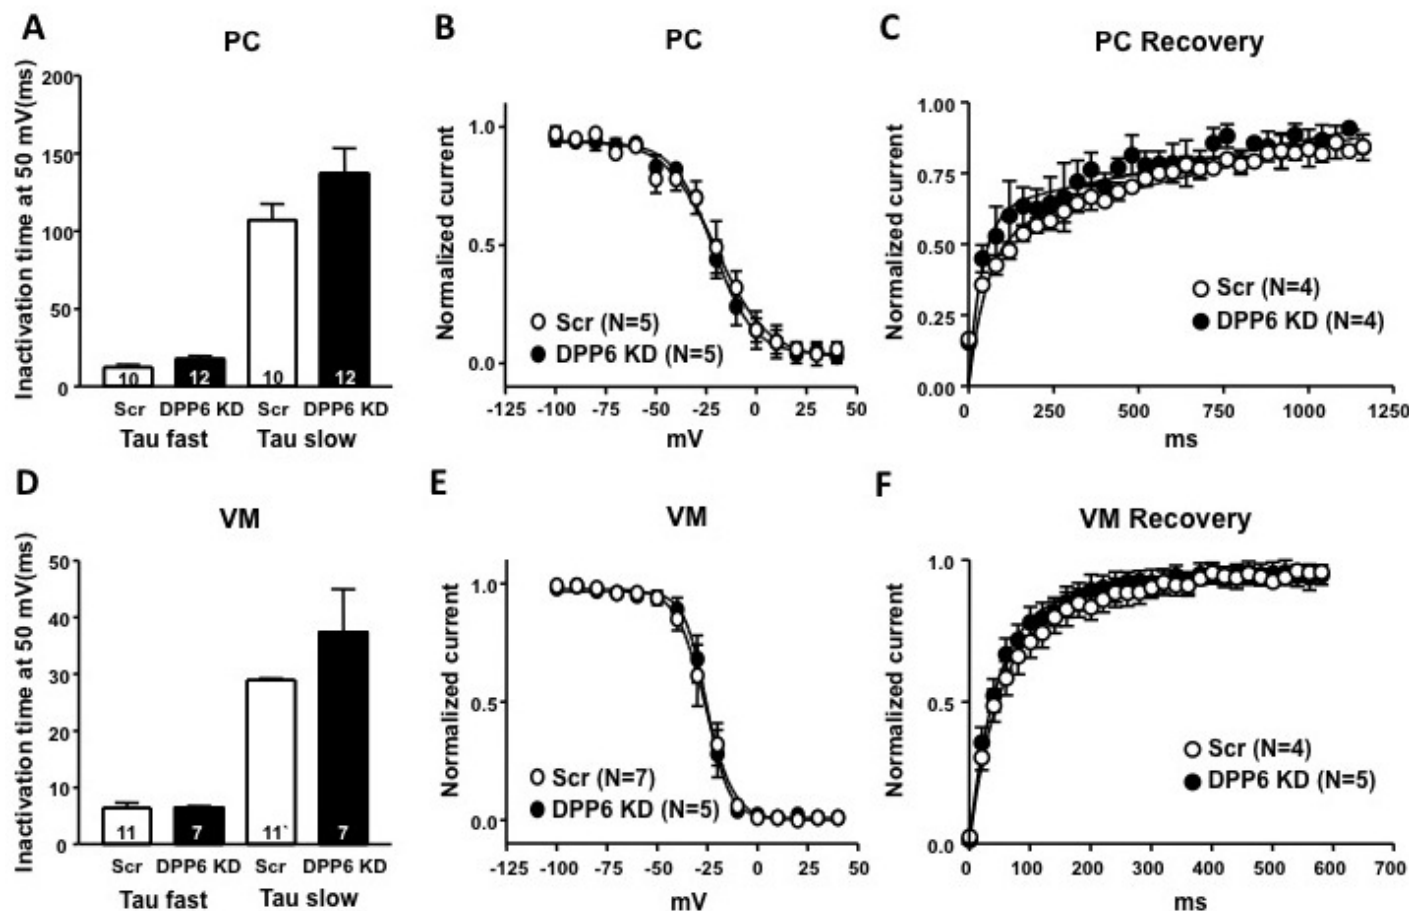 A
PC
Inactivation time at 50 mV(ms)
200
150
100
50
0
10
12
10
12
Scr
DPP6 KD
Scr
DPP6 KD
Tau fast
Tau slow
B
PC
Normalized current
1.0
0.5
0.0
Scr (N=5)
DPP6 KD (N=5)
-125
-100
-75
-50
-25
0
25
50
mV
C
PC Recovery
Normalized current
1.00
0.75
0.50
0.25
0.00
Scr (N=4)
DPP6 KD (N=4)
0
250
500
750
1000
1250
ms
D
VM
Inactivation time at 50 mV(ms)
50
40
30
20
10
0
11
7
11`
7
Scr
DPP6 KD
Scr
DPP6 KD
Tau fast
Tau slow
E
VM
Normalized current
1.0
0.5
0.0
Scr (N=7)
DPP6 KD (N=5)
-125
-100
-75
-50
-25
0
25
50
mV
F
VM Recovery
Normalized current
1.0
0.5
0.0
Scr (N=4)
DPP6 KD (N=5)
0
100
200
300
400
500
600
700
ms